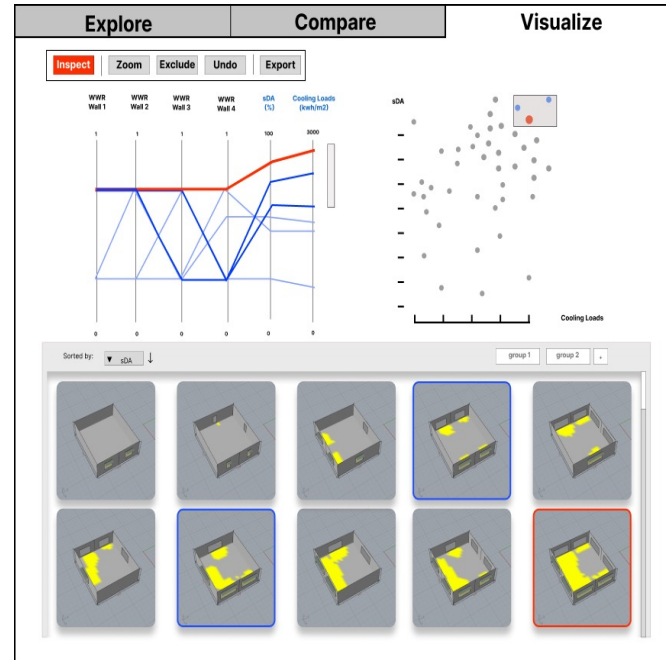 Explore
Compare
Visualize
Inspect
Zoom
Exclude
Undo
Export
WWR
Wall 1
WWR
Wall 2
WWR
Wall 3
WWR
Wall 4
sDA
(%)
Cooling Loads
(kwh/m2)
1
1
1
1
100
3000
0
0
0
0
0
0
sDA
Cooling Loads
Sorted by:
▼ sDA ↓
group 1
group 2
+